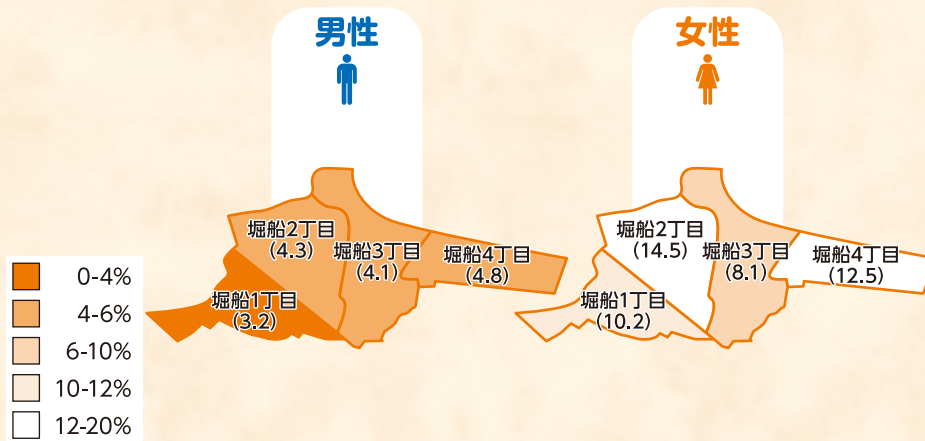 男性
女性
堀船2丁目
(4.3)
堀船3丁目
(4.1)
堀船4丁目
(4.8)
堀船1丁目
(3.2)
堀船2丁目
(14.5)
堀船3丁目
(8.1)
堀船4丁目
(12.5)
堀船1丁目
(10.2)
0-4%
4-6%
6-10%
10-12%
12-20%